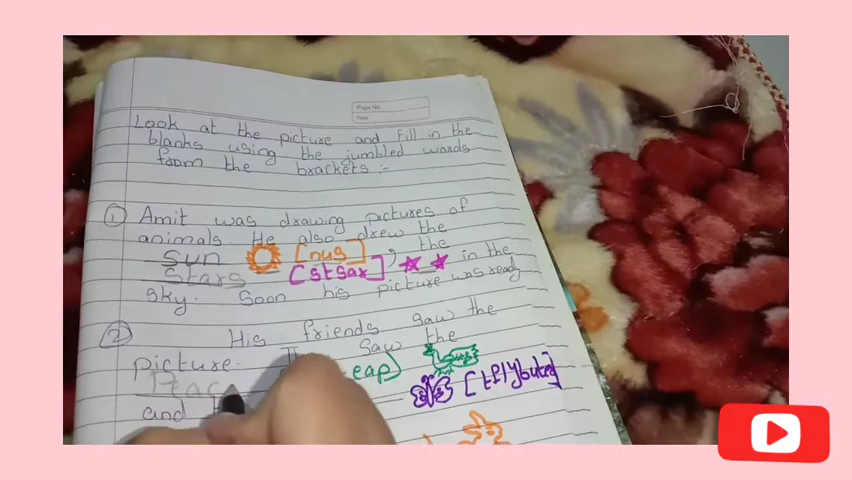 Page No.
Date
Look at the picture and fill in the
blanks using the jumbled words
from the brackets :-
① Amit was drawing pictures of
animals. He also drew the
Sun [nus] , the
Stars [stsar] in the
sky. Soon his picture was ready
② His friends saw the
picture. saw the
Peac eap)
and [tflybuter]